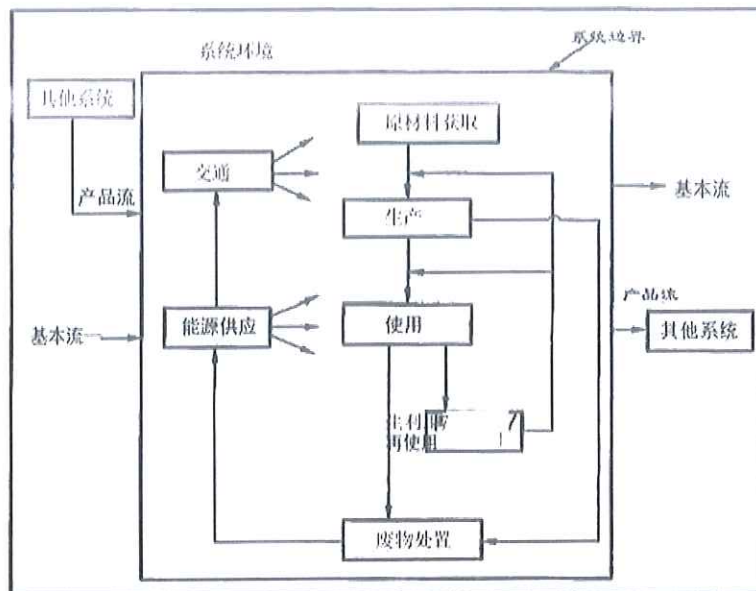 系统环境
系统边界
其他系统
原材料获取
交通
产品流
基本流
生产
产品流
能源供应
使用
基本流
其他系统
再使用
废物处置